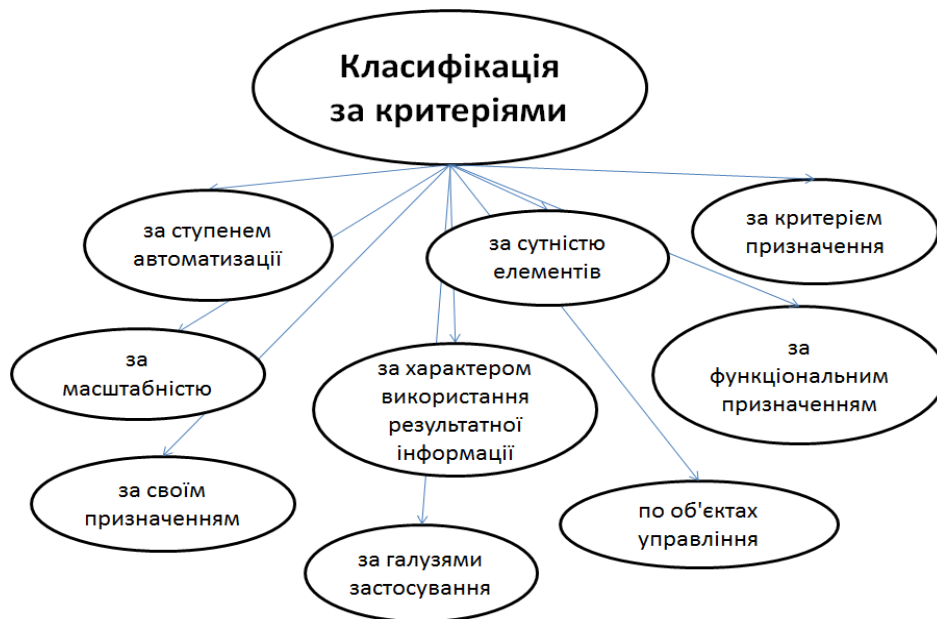 Класифікація
за критеріями
за ступенем
автоматизації
за сутністю
елементів
за критерієм
призначення
за
масштабністю
за характером
використання
результатної
інформації
за
функціональним
призначенням
за своїм
призначенням
по об'єктах
управління
за галузями
застосування